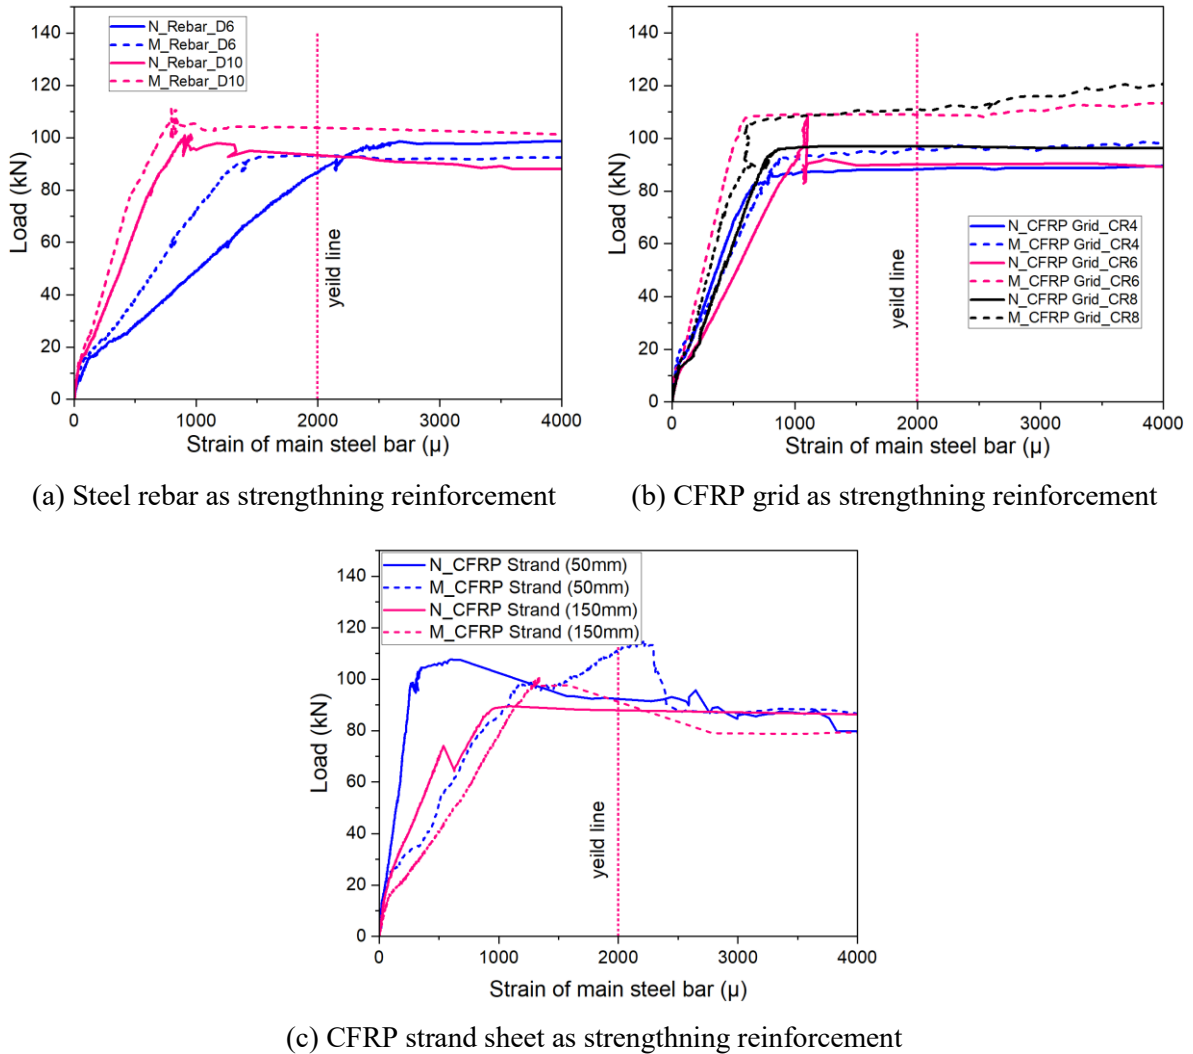 140
120
100
80
60
40
20
0
Load (kN)
N_Rebar_D6
M_Rebar_D6
N_Rebar_D10
M_Rebar_D10
yeild line
0 1000 2000 3000 4000
Strain of main steel bar (μ)
(a) Steel rebar as strengthning reinforcement
140
120
100
80
60
40
20
0
Load (kN)
yeild line
N_CFRP Grid_CR4
M_CFRP Grid_CR4
N_CFRP Grid_CR6
M_CFRP Grid_CR6
N_CFRP Grid_CR8
M_CFRP Grid_CR8
0 1000 2000 3000 4000
Strain of main steel bar (μ)
(b) CFRP grid as strengthning reinforcement
140
120
100
80
60
40
20
0
Load (kN)
N_CFRP Strand (50mm)
M_CFRP Strand (50mm)
N_CFRP Strand (150mm)
M_CFRP Strand (150mm)
yeild line
0 1000 2000 3000 4000
Strain of main steel bar (μ)
(c) CFRP strand sheet as strengthning reinforcement